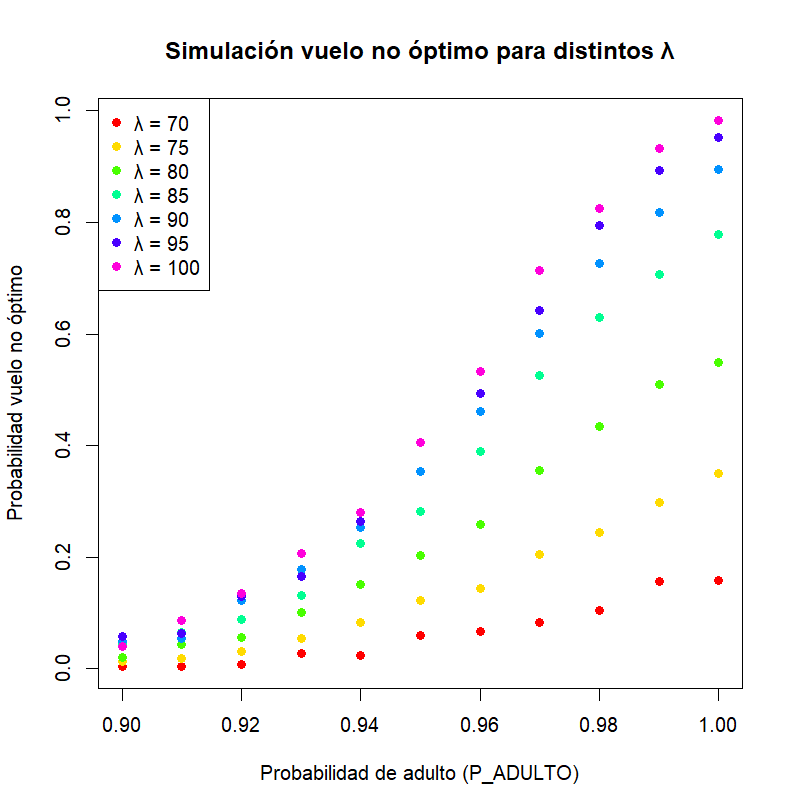 Simulación vuelo no óptimo para distintos λ
λ = 70
λ = 75
λ = 80
λ = 85
λ = 90
λ = 95
λ = 100
Probabilidad vuelo no óptimo
1.0
0.8
0.6
0.4
0.2
0.0
0.90 0.92 0.94 0.96 0.98 1.00
Probabilidad de adulto (P_ADULTO)